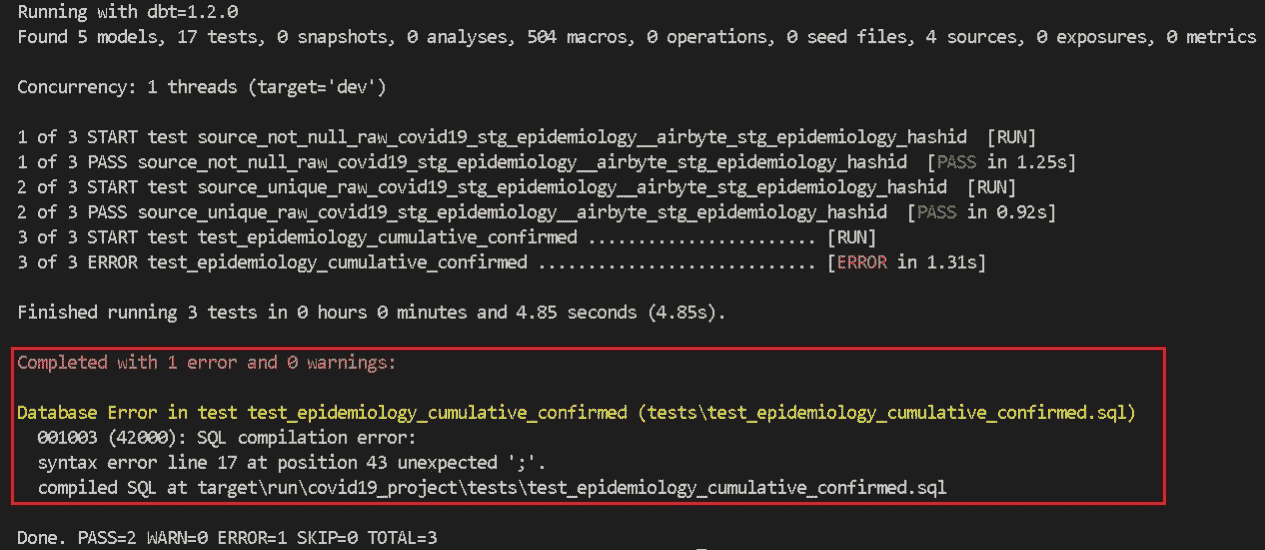 Running with dbt=1.2.0
Found 5 models, 17 tests, 0 snapshots, 0 analyses, 504 macros, 0 operations, 0 seed files, 4 sources, 0 exposures, 0 metrics
Concurrency: 1 threads (target='dev')
1 of 3 START test source_not_null_raw_covid19_stg_epidemiology__airbyte_stg_epidemiology_hashid [RUN]
1 of 3 PASS source_not_null_raw_covid19_stg_epidemiology__airbyte_stg_epidemiology_hashid [PASS in 1.25s]
2 of 3 START test source_unique_raw_covid19_stg_epidemiology__airbyte_stg_epidemiology_hashid [RUN]
2 of 3 PASS source_unique_raw_covid19_stg_epidemiology__airbyte_stg_epidemiology_hashid [PASS in 0.92s]
3 of 3 START test test_epidemiology_cumulative_confirmed ....................... [RUN]
3 of 3 ERROR test_epidemiology_cumulative_confirmed ............................ [ERROR in 1.31s]
Finished running 3 tests in 0 hours 0 minutes and 4.85 seconds (4.85s).
Completed with 1 error and 0 warnings:
Database Error in test test_epidemiology_cumulative_confirmed (tests\test_epidemiology_cumulative_confirmed.sql)
001003 (42000): SQL compilation error:
syntax error line 17 at position 43 unexpected ';'.
compiled SQL at target\run\covid19_project\tests\test_epidemiology_cumulative_confirmed.sql
Done. PASS=2 WARN=0 ERROR=1 SKIP=0 TOTAL=3